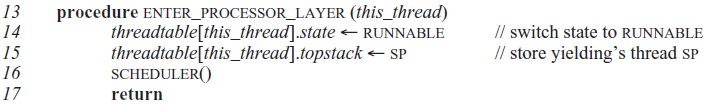 13 procedure ENTER_PROCESSOR_LAYER (this_thread)
14 threadtable[this_thread].state ← RUNNABLE // switch state to RUNNABLE
15 threadtable[this_thread].topstack ← SP // store yielding’s thread SP
16 SCHEDULER()
17 return